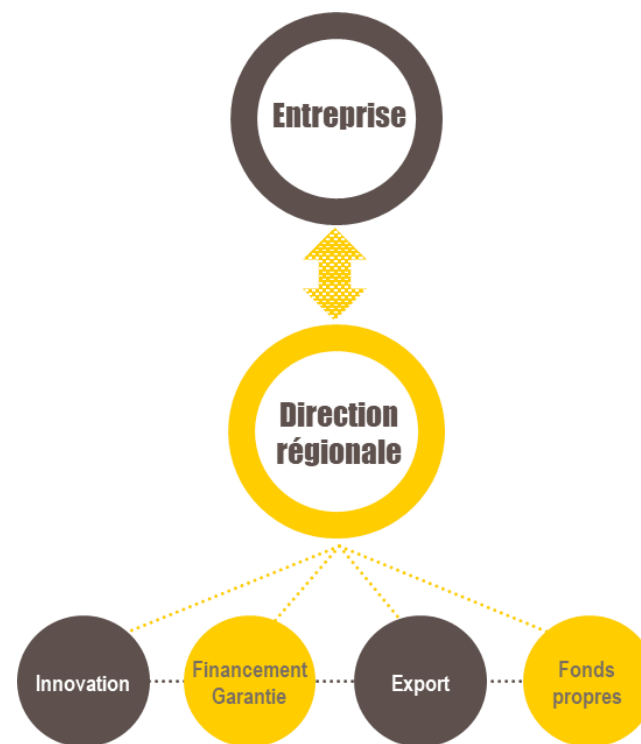 Entreprise
Direction
régionale
Innovation
Financement
Garantie
Export
Fonds
propres